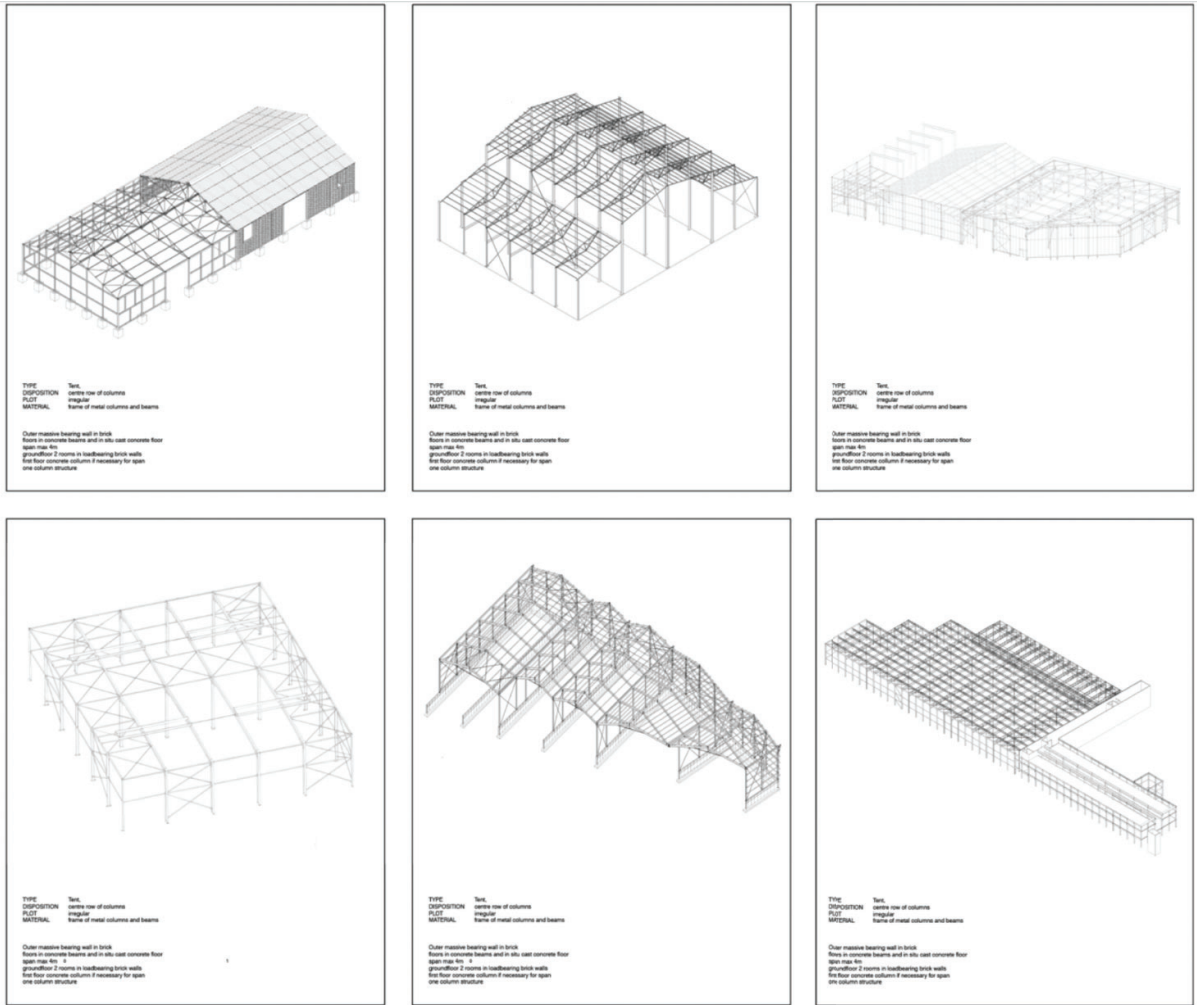 TYPE Tent,
DISPOSITION centre row of columns
PLOT irregular
MATERIAL frame of metal columns and beams
Outer massive bearing wall in brick
floors in concrete beams and in situ cast concrete floor
span max 4m
groundfloor 2 rooms in loadbearing brick walls
first floor concrete column if necessary for span
one column structure
TYPE Tent,
DISPOSITION centre row of columns
PLOT irregular
MATERIAL frame of metal columns and beams
Outer massive bearing wall in brick
floors in concrete beams and in situ cast concrete floor
span max 4m
groundfloor 2 rooms in loadbearing brick walls
first floor concrete column if necessary for span
one column structure
TYPE Tent,
DISPOSITION centre row of columns
PLOT irregular
MATERIAL frame of metal columns and beams
Outer massive bearing wall in brick
floors in concrete beams and in situ cast concrete floor
span max 4m
groundfloor 2 rooms in loadbearing brick walls
first floor concrete column if necessary for span
one column structure
TYPE Tent,
DISPOSITION centre row of columns
PLOT irregular
MATERIAL frame of metal columns and beams
Outer massive bearing wall in brick
floors in concrete beams and in situ cast concrete floor
span max 4m
groundfloor 2 rooms in loadbearing brick walls
first floor concrete column if necessary for span
one column structure
TYPE Tent,
DISPOSITION centre row of columns
PLOT irregular
MATERIAL frame of metal columns and beams
Outer massive bearing wall in brick
floors in concrete beams and in situ cast concrete floor
span max 4m
groundfloor 2 rooms in loadbearing brick walls
first floor concrete column if necessary for span
one column structure
TYPE Tent,
DISPOSITION centre row of columns
PLOT irregular
MATERIAL frame of metal columns and beams
Outer massive bearing wall in brick
floors in concrete beams and in situ cast concrete floor
span max 4m
groundfloor 2 rooms in loadbearing brick walls
first floor concrete column if necessary for span
one column structure